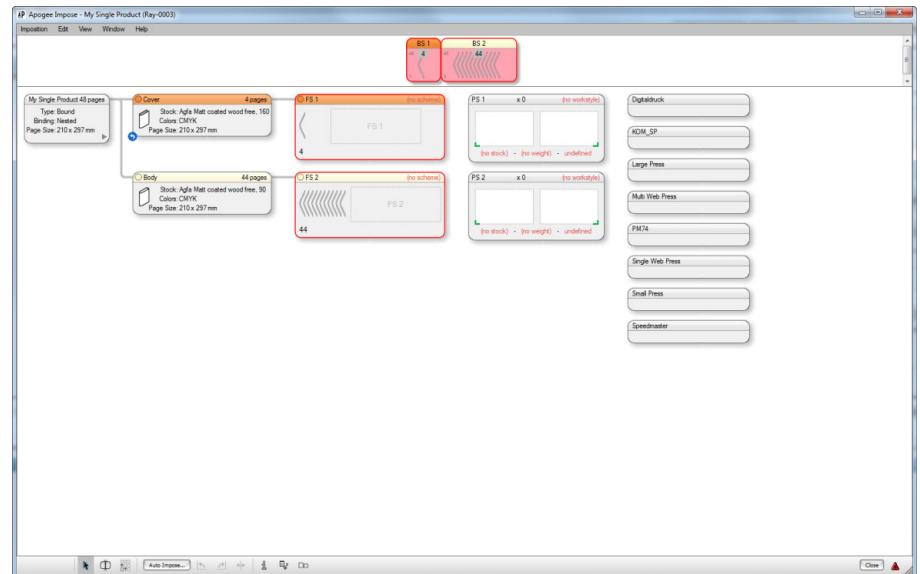 Apogee Impose - My Single Product (Ray-0003)
Imposition Edit View Window Help
BS 1
4
BS 2
44
My Single Product 48 pages
Type: Bound
Binding: Nested
Page Size: 210 x 297 mm
Cover 4 pages
Stock: Agfa Matt coated wood free, 160
Colors: CMYK
Page Size: 210 x 297 mm
FS 1 (no scheme)
FS 1
4
PS 1 x 0 (no workstyle)
(no stock) - (no weight) - undefined
Body 44 pages
Stock: Agfa Matt coated wood free, 90
Colors: CMYK
Page Size: 210 x 297 mm
FS 2 (no scheme)
FS 2
44
PS 2 x 0 (no workstyle)
(no stock) - (no weight) - undefined
Digitaldruck
KOM_SP
Large Press
Multi Web Press
PM74
Single Web Press
Small Press
Speedmaster
Auto Impose...
Close